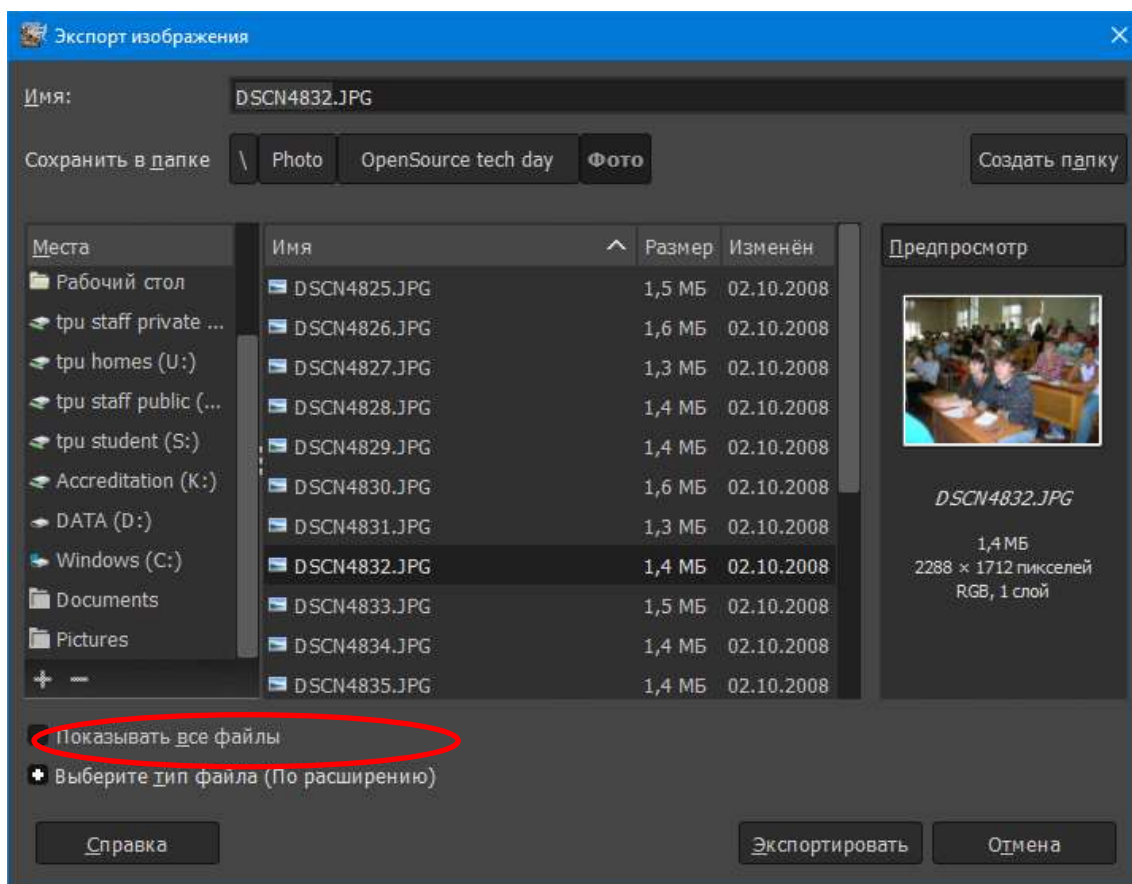 Экспорт изображения
Имя: DSCN4832.JPG
Сохранить в папке \ Photo OpenSource tech day Фото Создать папку
Места
Рабочий стол
tpu staff private ...
tpu homes (U:)
tpu staff public (...
tpu student (S:)
Accreditation (K:)
DATA (D:)
Windows (C:)
Documents
Pictures
Имя Размер Изменён
DSCN4825.JPG 1,5 МБ 02.10.2008
DSCN4826.JPG 1,6 МБ 02.10.2008
DSCN4827.JPG 1,3 МБ 02.10.2008
DSCN4828.JPG 1,4 МБ 02.10.2008
DSCN4829.JPG 1,4 МБ 02.10.2008
DSCN4830.JPG 1,6 МБ 02.10.2008
DSCN4831.JPG 1,3 МБ 02.10.2008
DSCN4832.JPG 1,4 МБ 02.10.2008
DSCN4833.JPG 1,5 МБ 02.10.2008
DSCN4834.JPG 1,4 МБ 02.10.2008
DSCN4835.JPG 1,4 МБ 02.10.2008
Предпросмотр
DSCN4832.JPG
1,4 МБ
2288 × 1712 пикселей
RGB, 1 слой
Показывать все файлы
Выберите тип файла (По расширению)
Справка Экспортировать Отмена